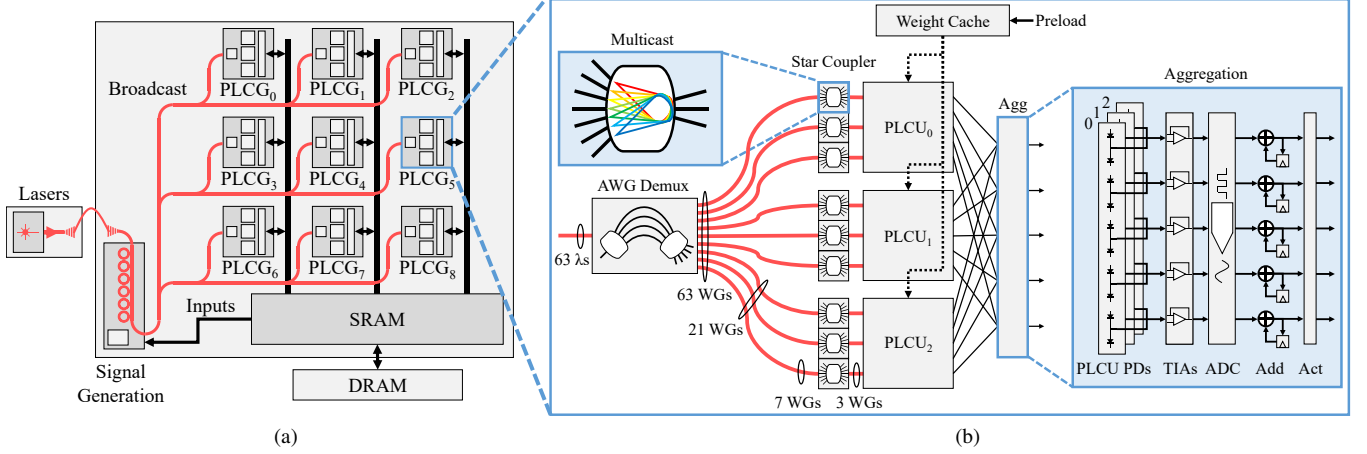 Lasers
Broadcast
PLCG0
PLCG1
PLCG2
PLCG3
PLCG4
PLCG5
PLCG6
PLCG7
PLCG8
Inputs
SRAM
DRAM
Signal
Generation
(a)
Weight Cache
Preload
Multicast
Star Coupler
PLCU0
PLCU1
PLCU2
AWG Demux
63 λs
63 WGs
21 WGs
7 WGs
3 WGs
Agg
Aggregation
2
1
0
PLCU PDs
TIAs
ADC
Add
Act
(b)